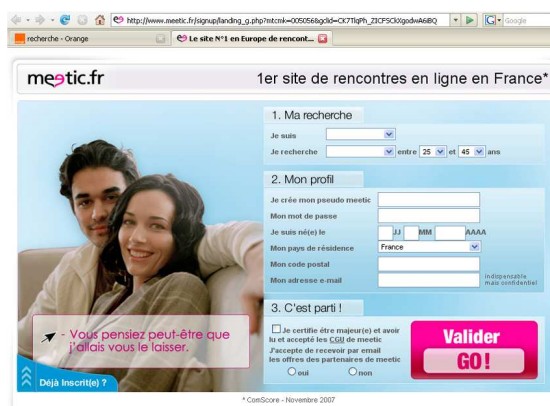 http://www.meetic.fr/signup/landing_g.php?mtcmk=005056&gclid=CK7TlqPh_ZICFSCkXgodwA6iBQ
Google
recherche - Orange
Le site N°1 en Europe de rencont...
meetic.fr
1er site de rencontres en ligne en France*
1. Ma recherche
Je suis
Je recherche entre 25 et 45 ans
2. Mon profil
Je crée mon pseudo meetic
Mon mot de passe
Je suis né(e) le JJ MM AAAA
Mon pays de résidence France
Mon code postal
Mon adresse e-mail
indispensable
mais confidentiel
3. C'est parti !
Je certifie être majeur(e) et avoir
lu et accepté les CGU de meetic
J'accepte de recevoir par email
les offres des partenaires de meetic
oui non
Valider
GO!
- Vous pensiez peut-être que
j'allais vous le laisser.
Déjà Inscrit(e) ?
* ComScore - Novembre 2007